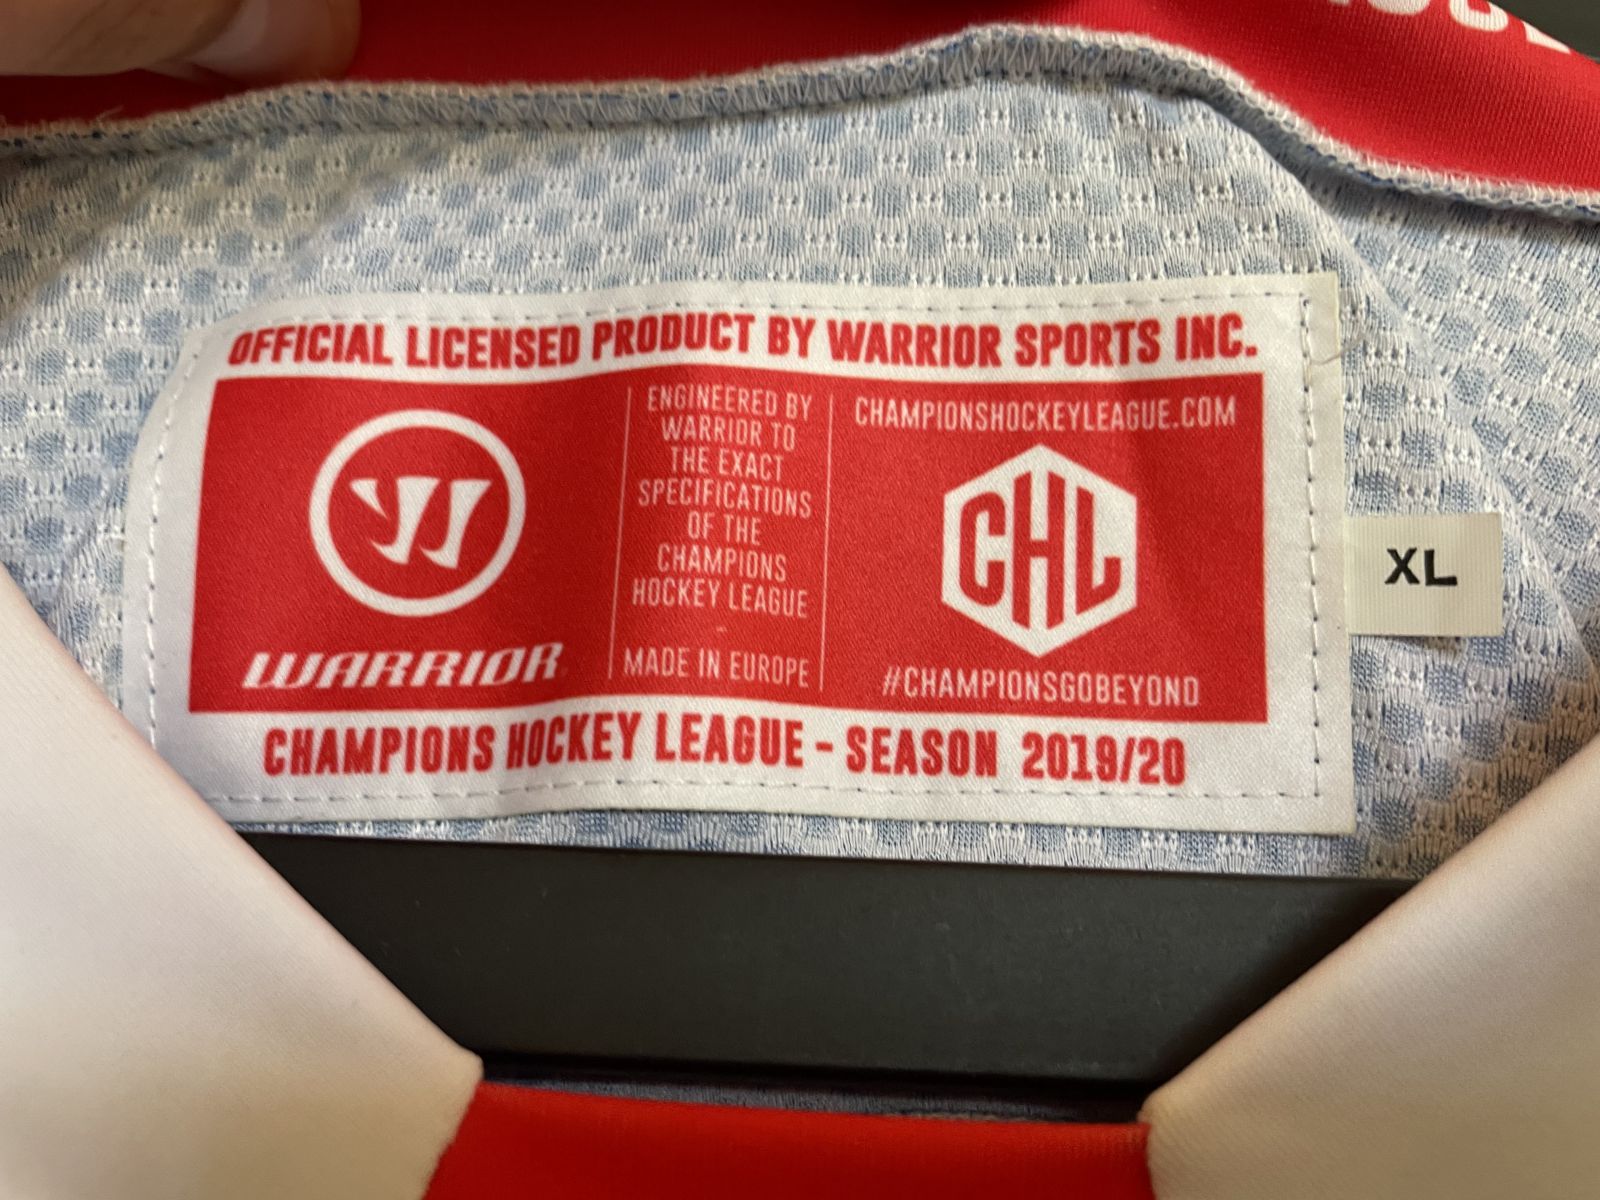 OFFICIAL LICENSED PRODUCT BY WARRIOR SPORTS INC.
WARRIOR
ENGINEERED BY
WARRIOR TO
THE EXACT
SPECIFICATIONS
OF THE
CHAMPIONS
HOCKEY LEAGUE
MADE IN EUROPE
CHAMPIONSHOCKEYLEAGUE.COM
CHL
#CHAMPIONSGOBEYOND
XL
CHAMPIONS HOCKEY LEAGUE - SEASON 2019/20